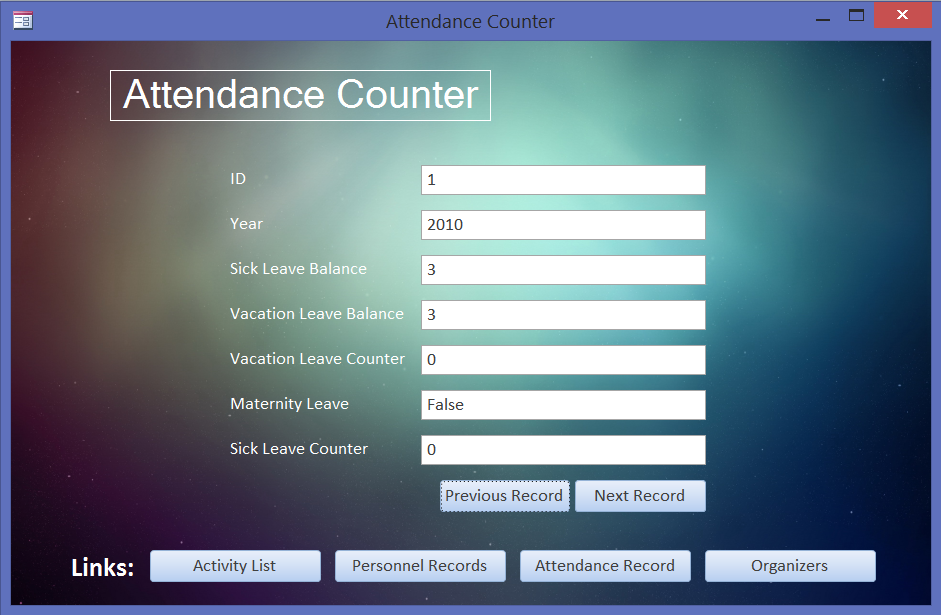 Attendance Counter
Attendance Counter
ID 1
Year 2010
Sick Leave Balance 3
Vacation Leave Balance 3
Vacation Leave Counter 0
Maternity Leave False
Sick Leave Counter 0
Previous Record Next Record
Links: Activity List Personnel Records Attendance Record Organizers